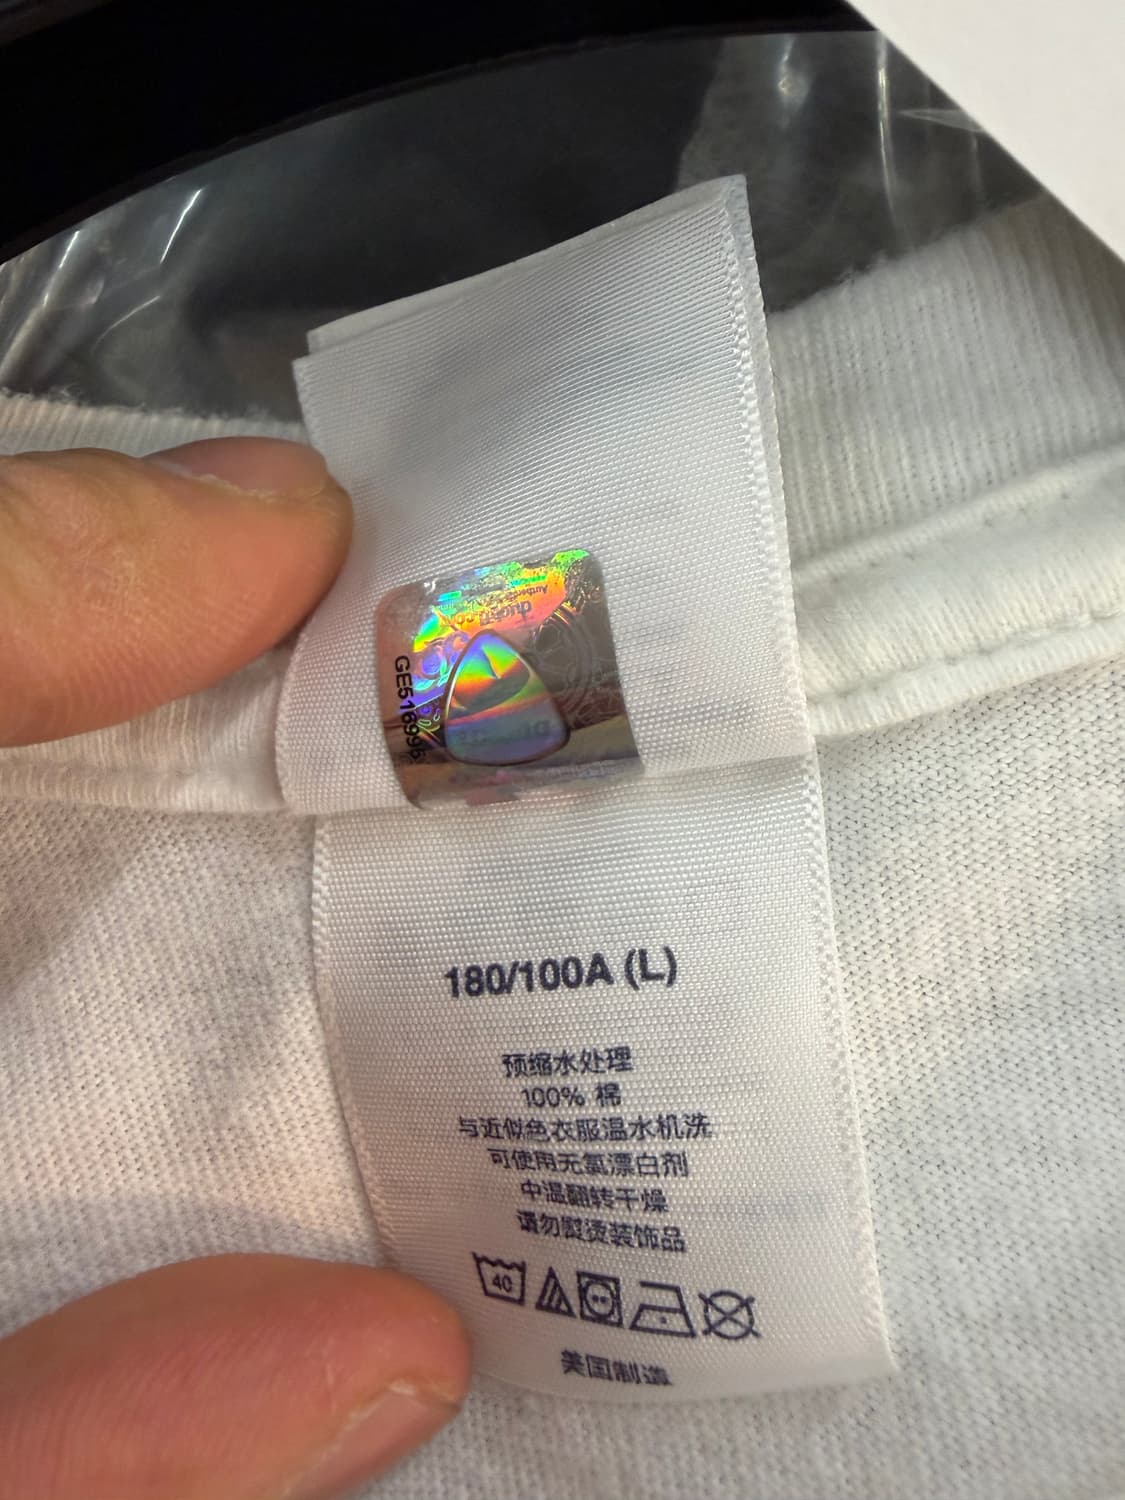 GE516995
180/100A (L)
预缩水处理
100% 棉
与近似色衣服温水机洗
可使用无氯漂白剂
中温翻转干燥
请勿熨烫装饰品
40
美国制造